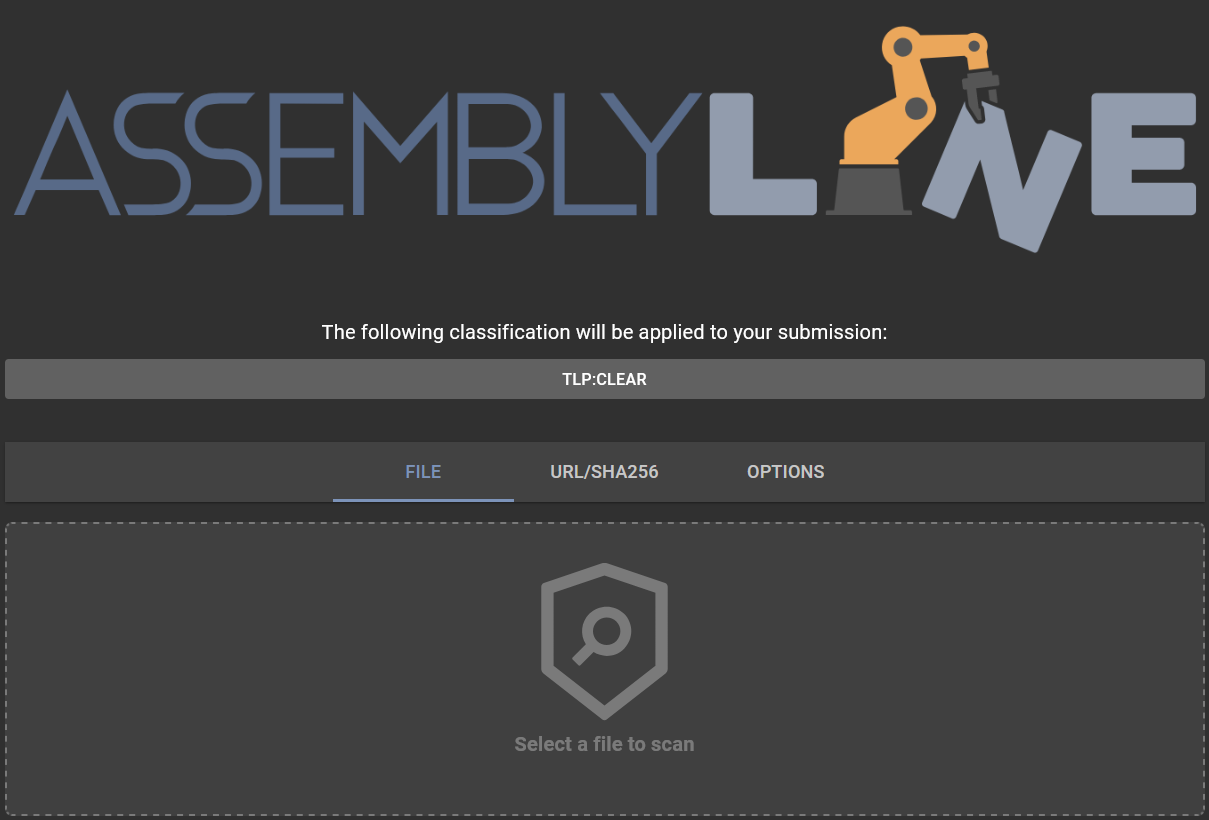 ASSEMBLYLINE
The following classification will be applied to your submission:
TLP:CLEAR
FILE URL/SHA256 OPTIONS
Select a file to scan